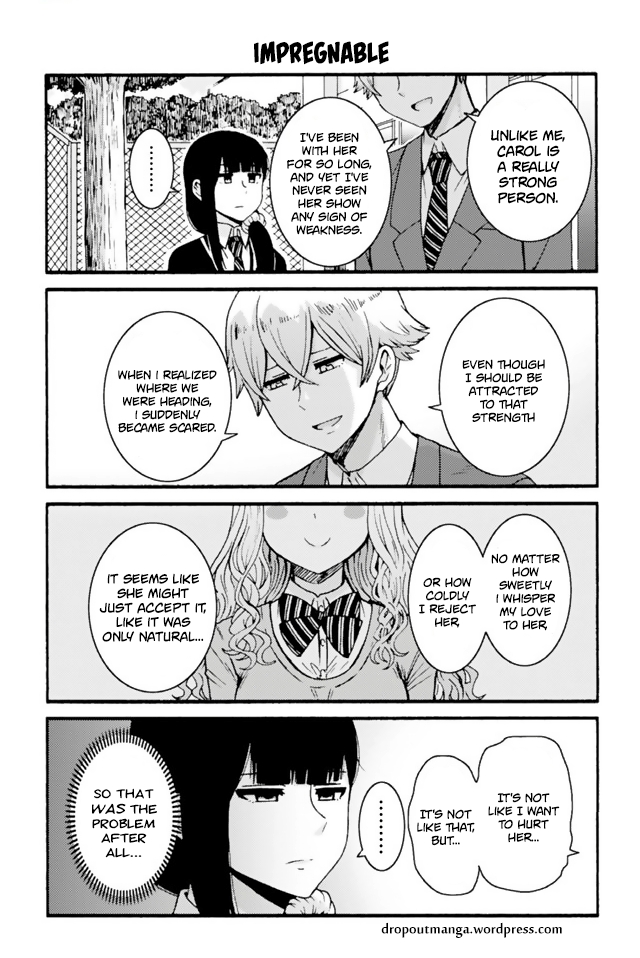 IMPREGNABLE
UNLIKE ME,
CAROL IS
A REALLY
STRONG
PERSON.
I'VE BEEN
WITH HER
FOR SO LONG,
AND YET I'VE
NEVER SEEN
HER SHOW
ANY SIGN OF
WEAKNESS.
......
EVEN THOUGH
I SHOULD BE
ATTRACTED
TO THAT
STRENGTH
WHEN I REALIZED
WHERE WE
WERE HEADING,
I SUDDENLY
BECAME SCARED.
NO MATTER
HOW
SWEETLY
I WHISPER
MY LOVE
TO HER,
OR HOW
COLDLY
I REJECT
HER,
IT SEEMS LIKE
SHE MIGHT
JUST ACCEPT IT,
LIKE IT WAS
ONLY NATURAL...
IT'S NOT
LIKE I WANT
TO HURT
HER...
IT'S NOT
LIKE THAT,
BUT...
........
SO THAT
WAS THE
PROBLEM
AFTER
ALL...
dropoutmanga.wordpress.com